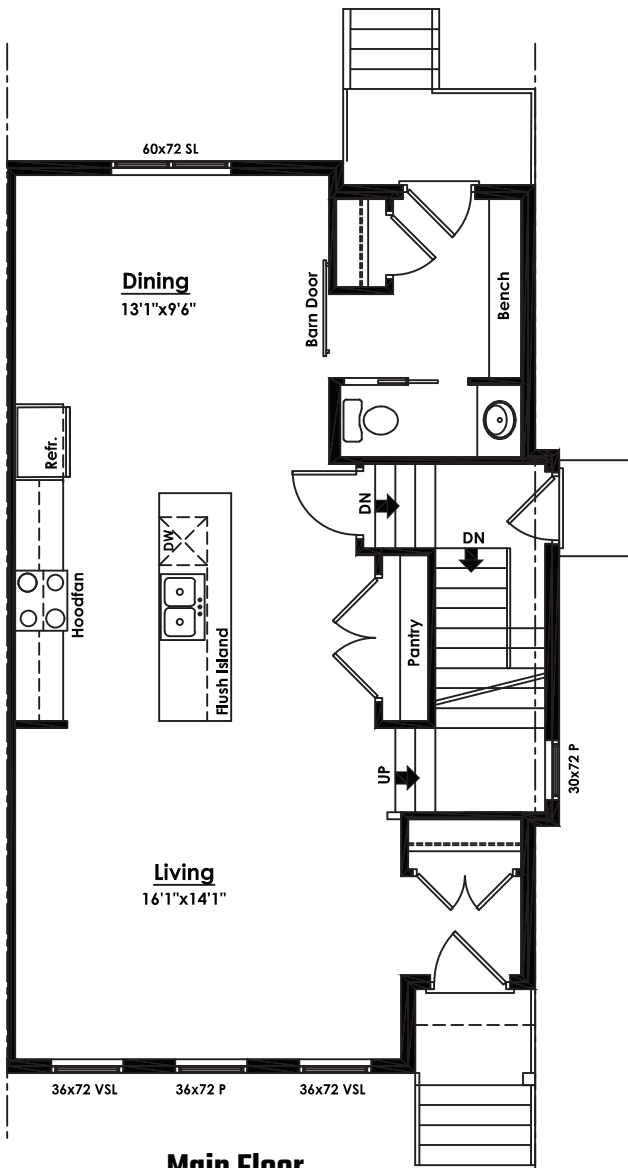 60x72 SL
Dining
13'1"x9'6"
Barn Door
Bench
Refr.
DN
DN
DW
Hoodfan
Flush Island
Pantry
UP
30x72 P
Living
16'1"x14'1"
36x72 VSL
36x72 P
36x72 VSL
Main Floor